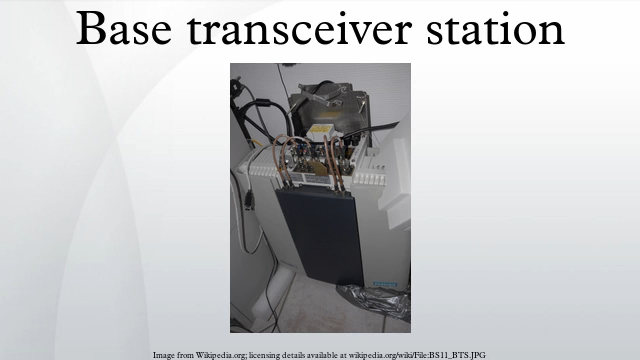 Base transceiver station
Image from Wikipedia.org; licensing details available at wikipedia.org/wiki/File:BS11_BTS.JPG